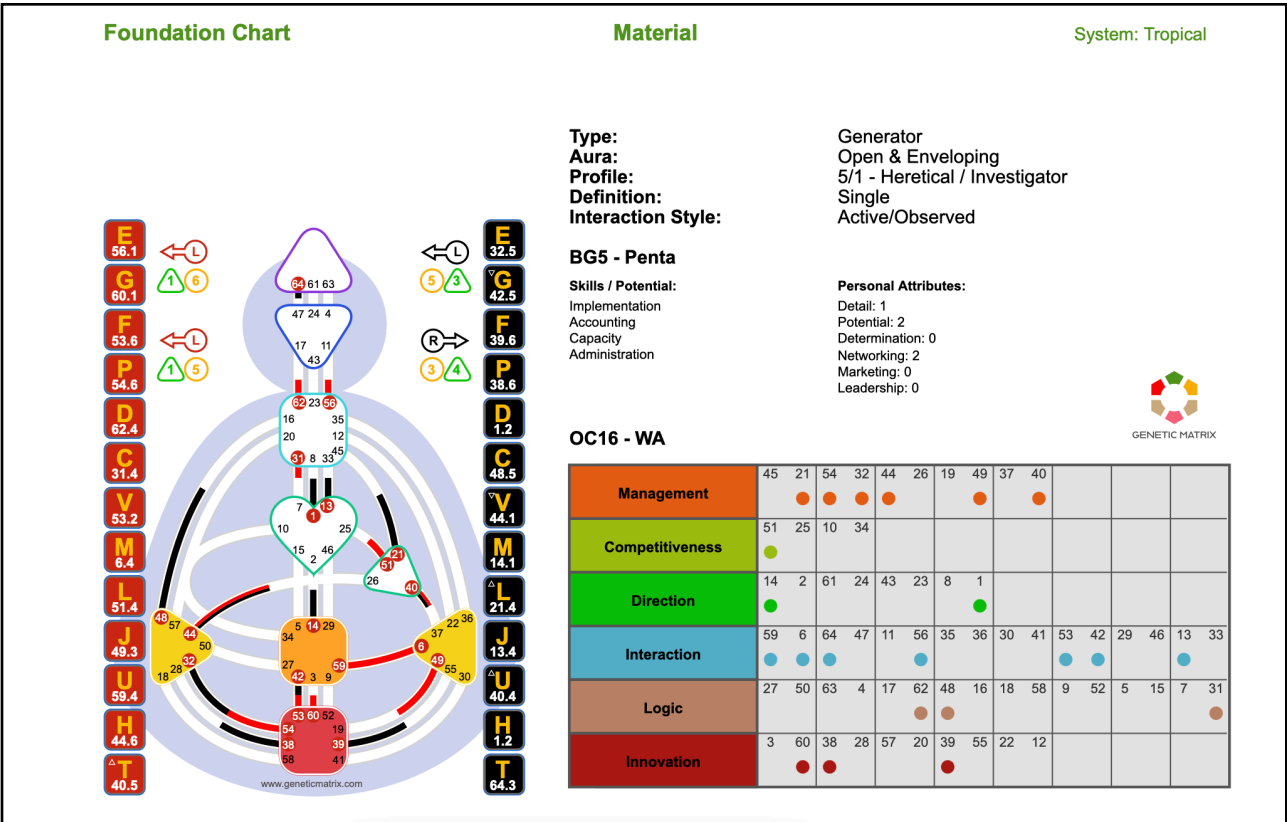 Foundation Chart
Material
System: Tropical
Type: Generator
Aura: Open & Enveloping
Profile: 5/1 - Heretical / Investigator
Definition: Single
Interaction Style: Active/Observed
BG5 - Penta
Skills / Potential:
Implementation
Accounting
Capacity
Administration
Personal Attributes:
Detail: 1
Potential: 2
Determination: 0
Networking: 2
Marketing: 0
Leadership: 0
GENETIC MATRIX
E
56.1
G
60.1
F
53.6
P
54.6
D
62.4
C
31.4
V
53.2
M
6.4
L
51.4
J
49.3
U
59.4
H
44.6
T
40.5
L
1 6
L
1 5
L
5 3
R
3 4
64 61 63
47 24 4
17 11
43
62 23 56
16 35
20 12
45
31 8 33
7 1 13
10 25
15 46
2
21
51
26
40
48
57
44
50
32
28
18
5 14 29
34
27 59
42 3 9
36
22
37
6
49
55
30
53 60 52
54 19
38 39
58 41
www.geneticmatrix.com
E
32.5
G
42.5
F
39.6
P
38.6
D
1.2
C
48.5
V
44.1
M
14.1
L
21.4
J
13.4
U
40.4
H
1.2
T
64.3
OC16 - WA
Management 45 21 54 32 44 26 19 49 37 40
Competitiveness 51 25 10 34
Direction 14 2 61 24 43 23 8 1
Interaction 59 6 64 47 11 56 35 36 30 41 53 42 29 46 13 33
Logic 27 50 63 4 17 62 48 16 18 58 9 52 5 15 7 31
Innovation 3 60 38 28 57 20 39 55 22 12